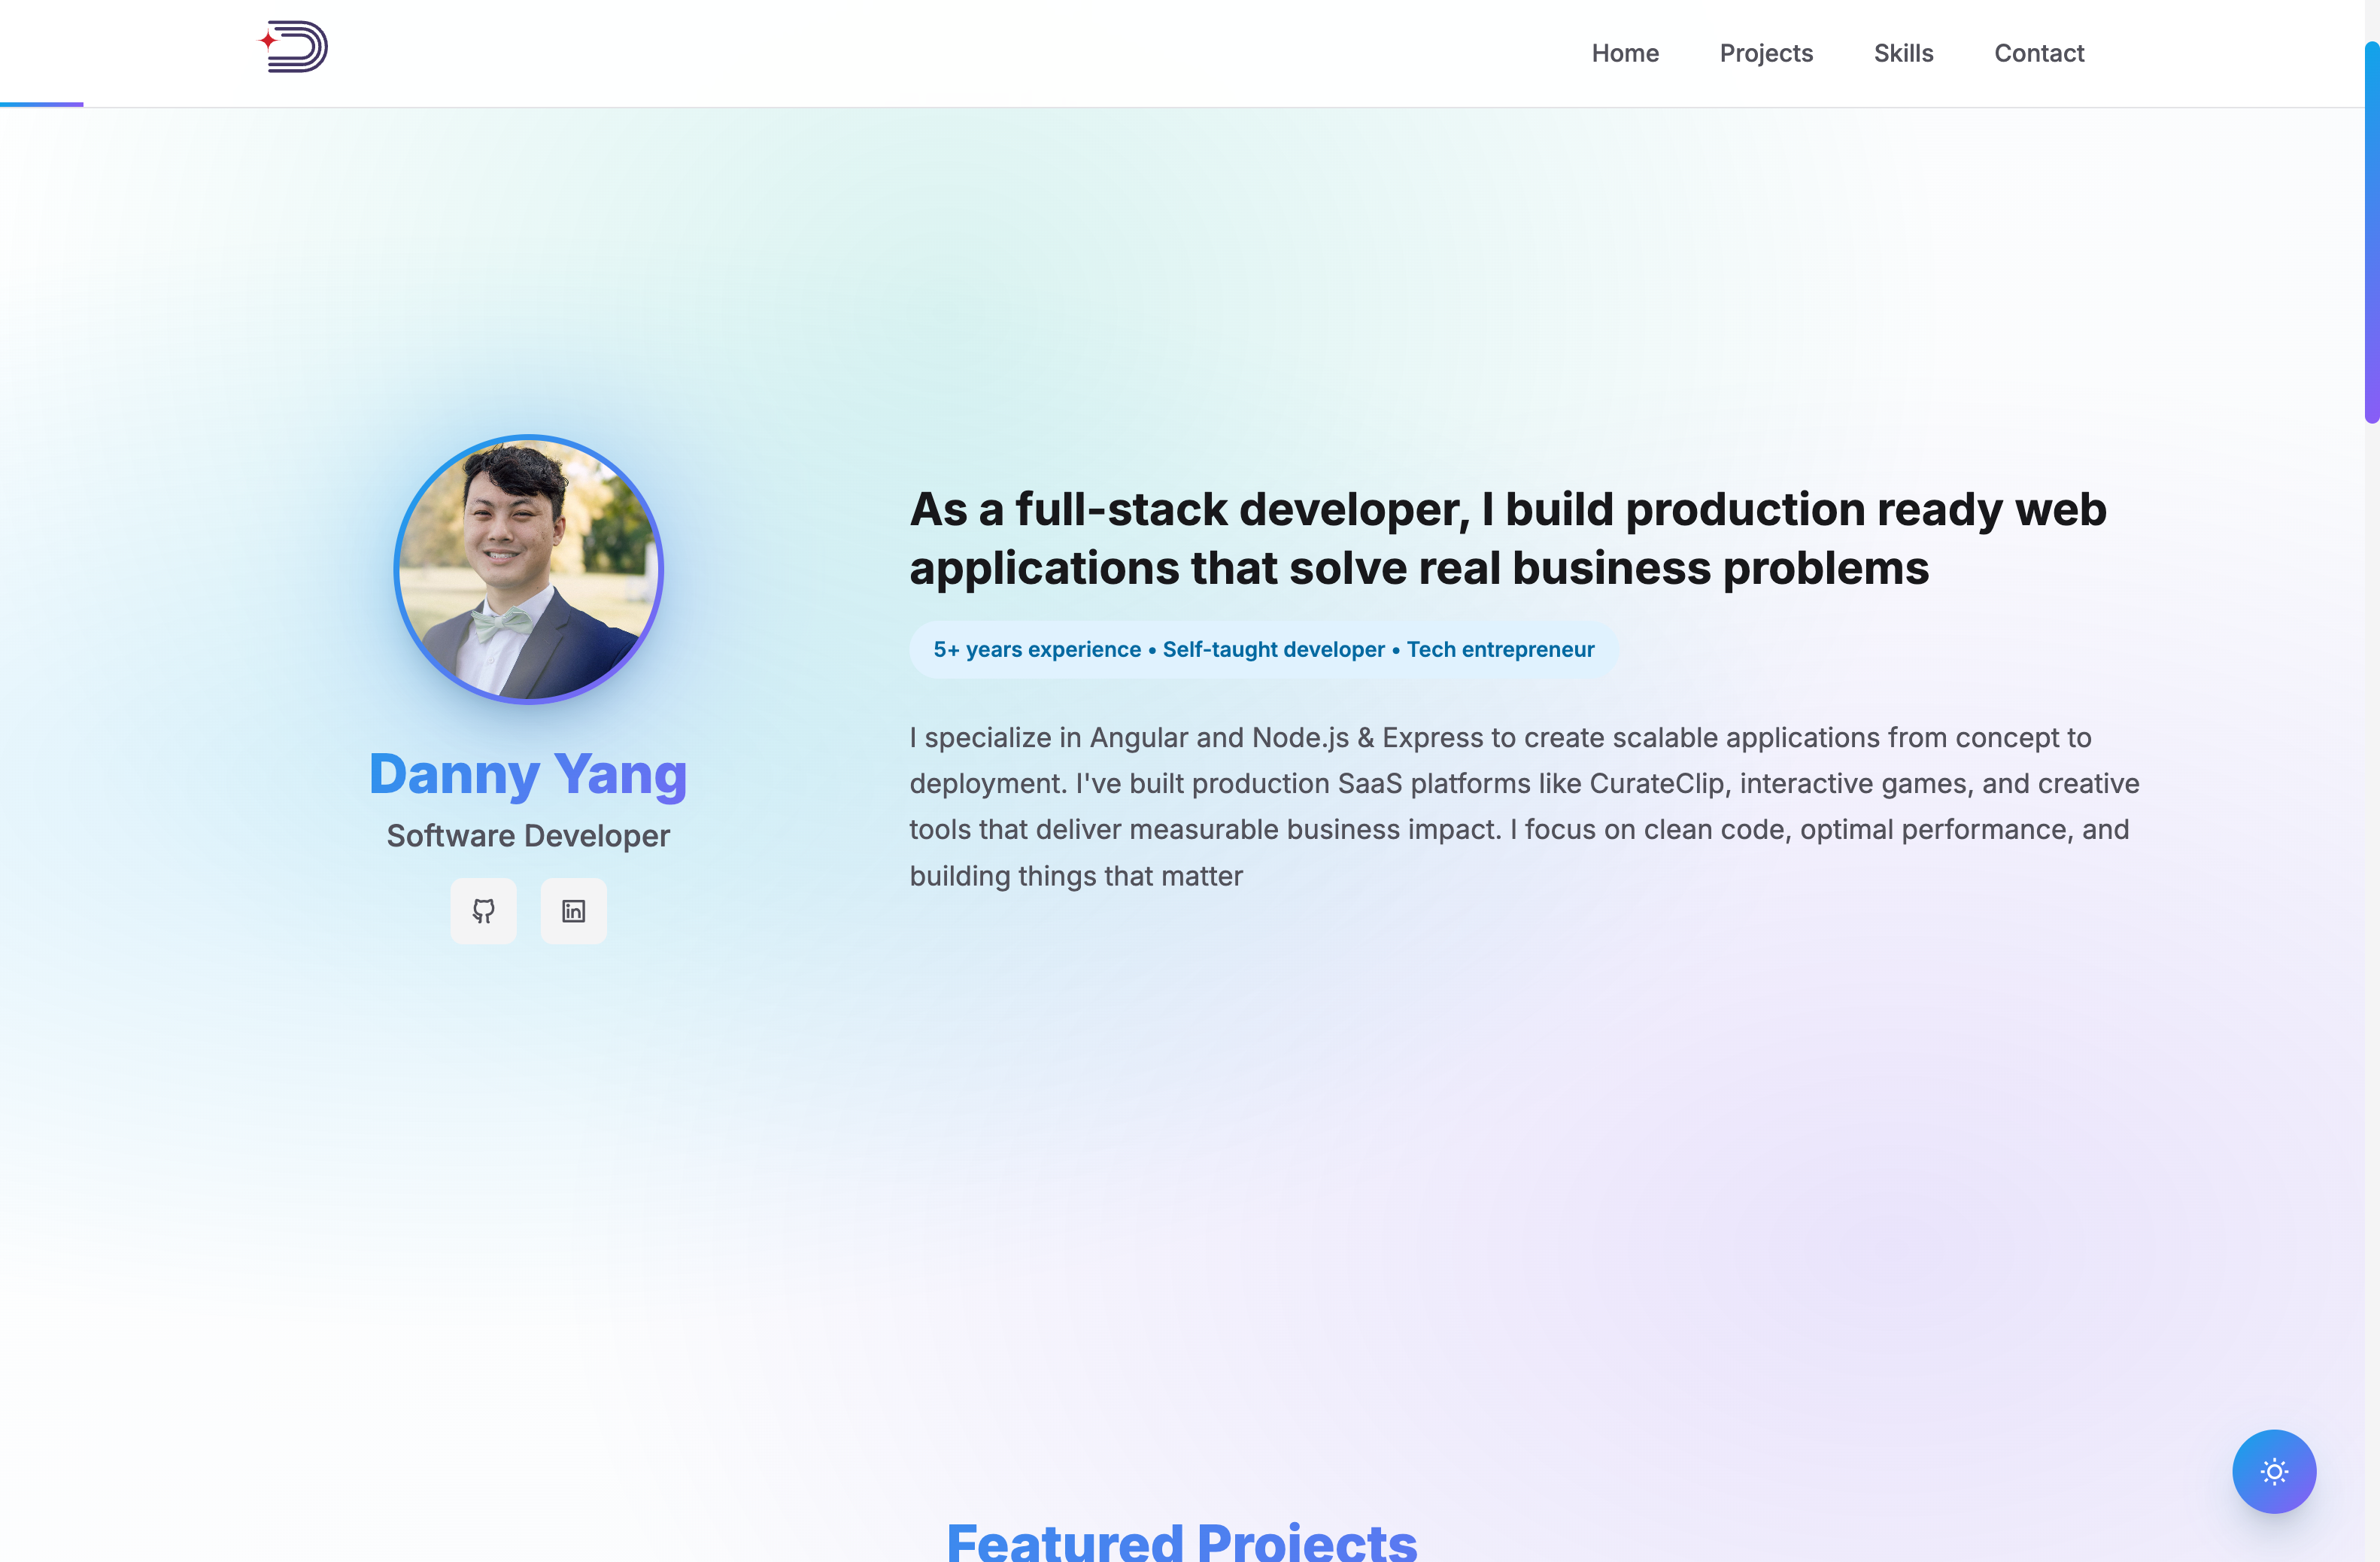 Home
Projects
Skills
Contact
As a full-stack developer, I build production ready web
applications that solve real business problems
5+ years experience • Self-taught developer • Tech entrepreneur
I specialize in Angular and Node.js & Express to create scalable applications from concept to
deployment. I've built production SaaS platforms like CurateClip, interactive games, and creative
tools that deliver measurable business impact. I focus on clean code, optimal performance, and
building things that matter
Danny Yang
Software Developer
in
Featured Projects